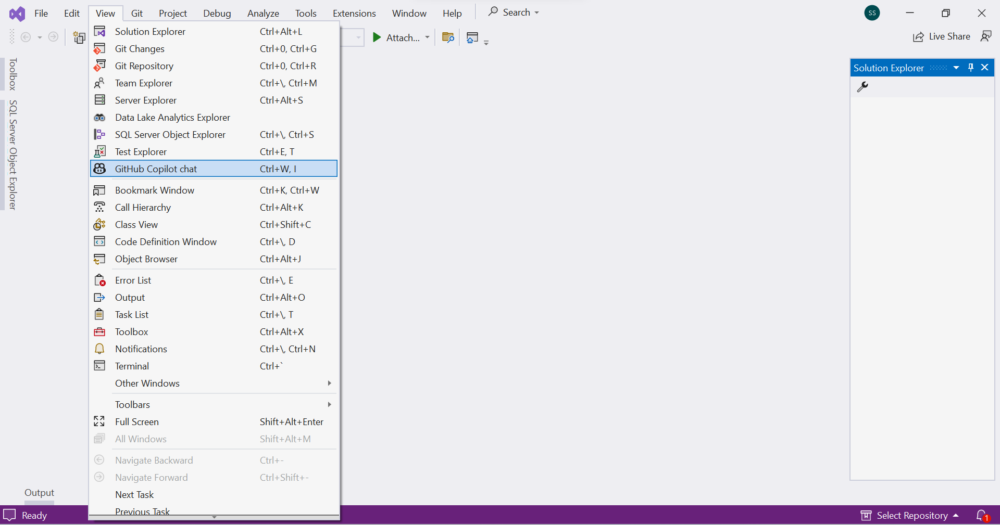 File Edit View Git Project Debug Analyze Tools Extensions Window Help Search SS
Attach... Live Share
Toolbox
SQL Server Object Explorer
Solution Explorer Ctrl+Alt+L
Git Changes Ctrl+0, Ctrl+G
Git Repository Ctrl+0, Ctrl+R
Team Explorer Ctrl+\, Ctrl+M
Server Explorer Ctrl+Alt+S
Data Lake Analytics Explorer
SQL Server Object Explorer Ctrl+\, Ctrl+S
Test Explorer Ctrl+E, T
GitHub Copilot chat Ctrl+W, I
Bookmark Window Ctrl+K, Ctrl+W
Call Hierarchy Ctrl+Alt+K
Class View Ctrl+Shift+C
Code Definition Window Ctrl+\, D
Object Browser Ctrl+Alt+J
Error List Ctrl+\, E
Output Ctrl+Alt+O
Task List Ctrl+\, T
Toolbox Ctrl+Alt+X
Notifications Ctrl+\, Ctrl+N
Terminal Ctrl+`
Other Windows
Toolbars
Full Screen Shift+Alt+Enter
All Windows Shift+Alt+M
Navigate Backward Ctrl+-
Navigate Forward Ctrl+Shift+-
Next Task
Previous Task
Solution Explorer
Output
Ready Select Repository 1